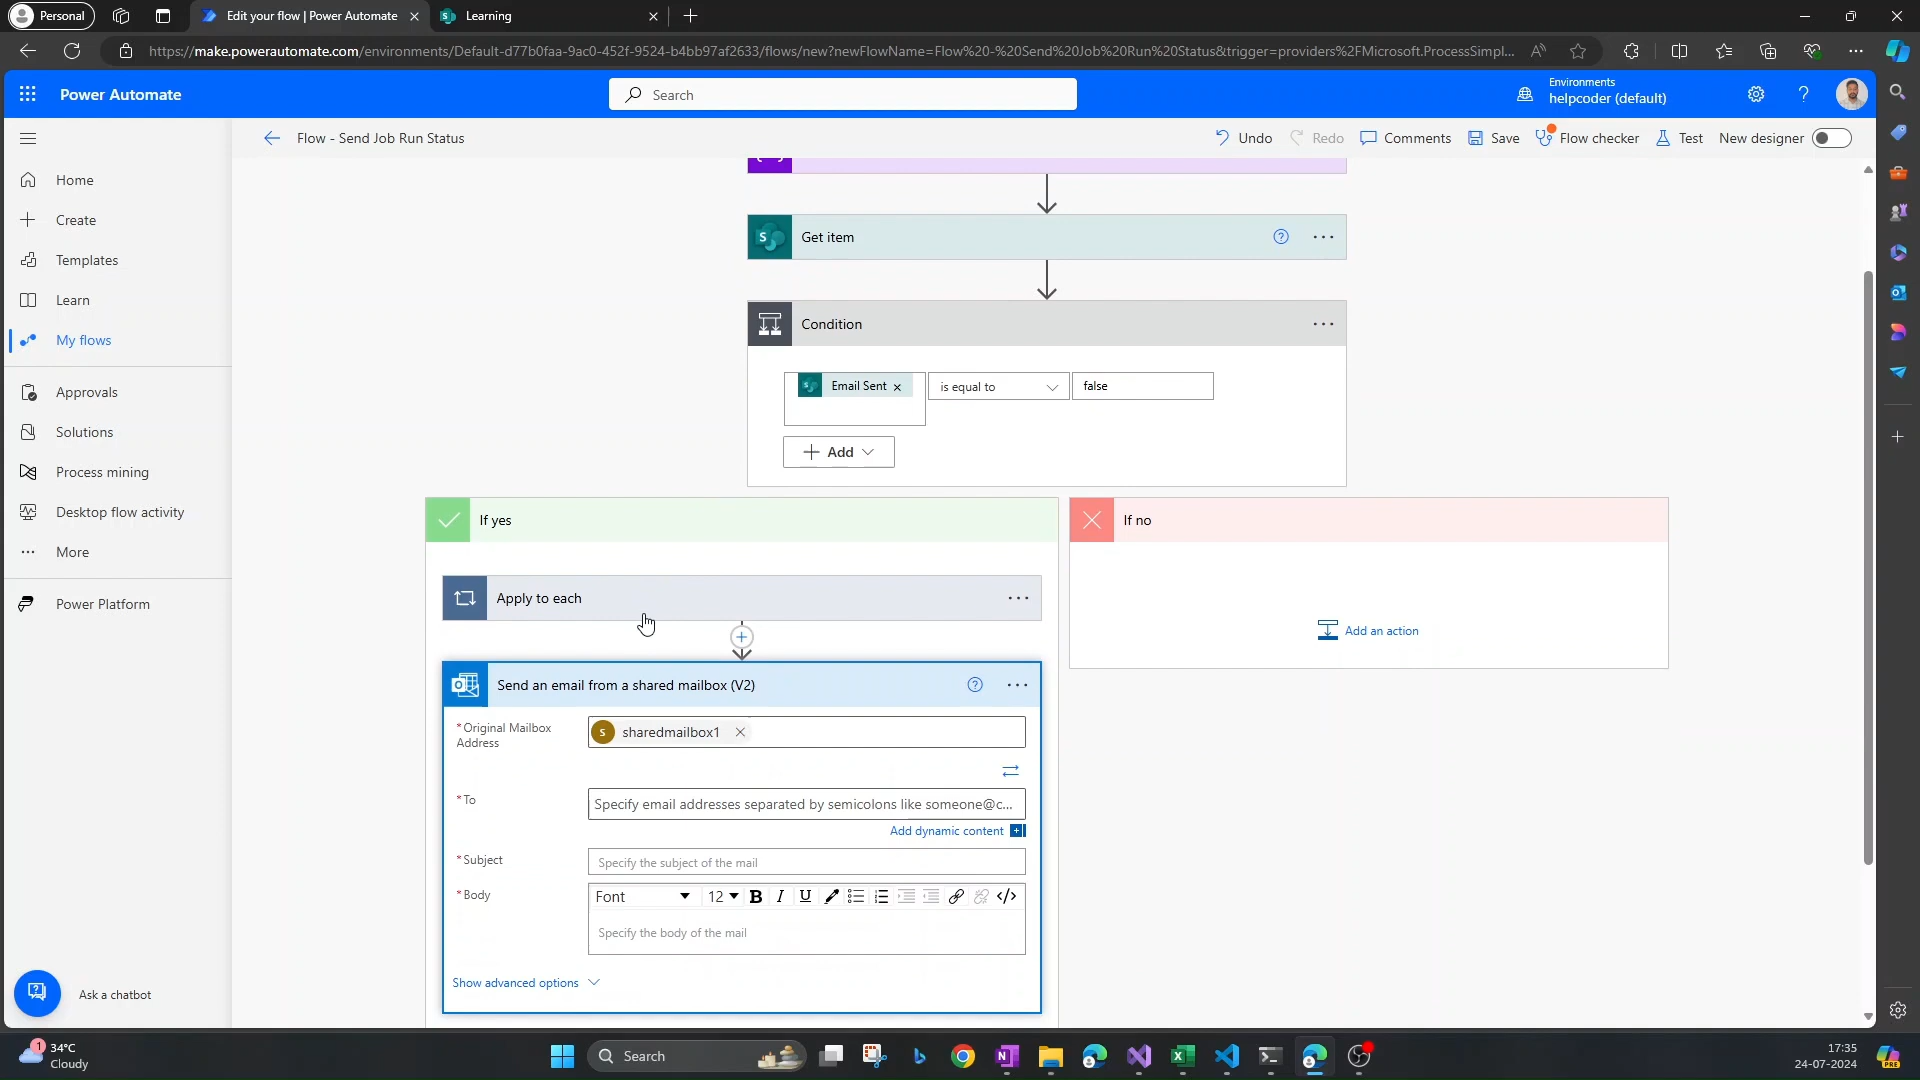 Personal
Edit your flow | Power Automate
Learning
https://make.powerautomate.com/environments/Default-d77b0faa-9ac0-452f-9524-b4bb97af2633/flows/new?newFlowName=Flow%20-%20Send%20Job%20Run%20Status&trigger=providers%2FMicrosoft.ProcessSimpl...
Power Automate
Search
Environments
helpcoder (default)
Flow - Send Job Run Status
Undo
Redo
Comments
Save
Flow checker
Test
New designer
Home
Create
Templates
Learn
My flows
Approvals
Solutions
Process mining
Desktop flow activity
More
Power Platform
Ask a chatbot
Get item
Condition
Email Sent
is equal to
false
Add
If yes
If no
Apply to each
Add an action
Send an email from a shared mailbox (V2)
*Original Mailbox
Address
S
sharedmailbox1
*To
Specify email addresses separated by semicolons like someone@c...
Add dynamic content
*Subject
Specify the subject of the mail
*Body
Font
12
B
I
U
Specify the body of the mail
Show advanced options
1
34°C
Cloudy
Search
17:35
24-07-2024
PRE